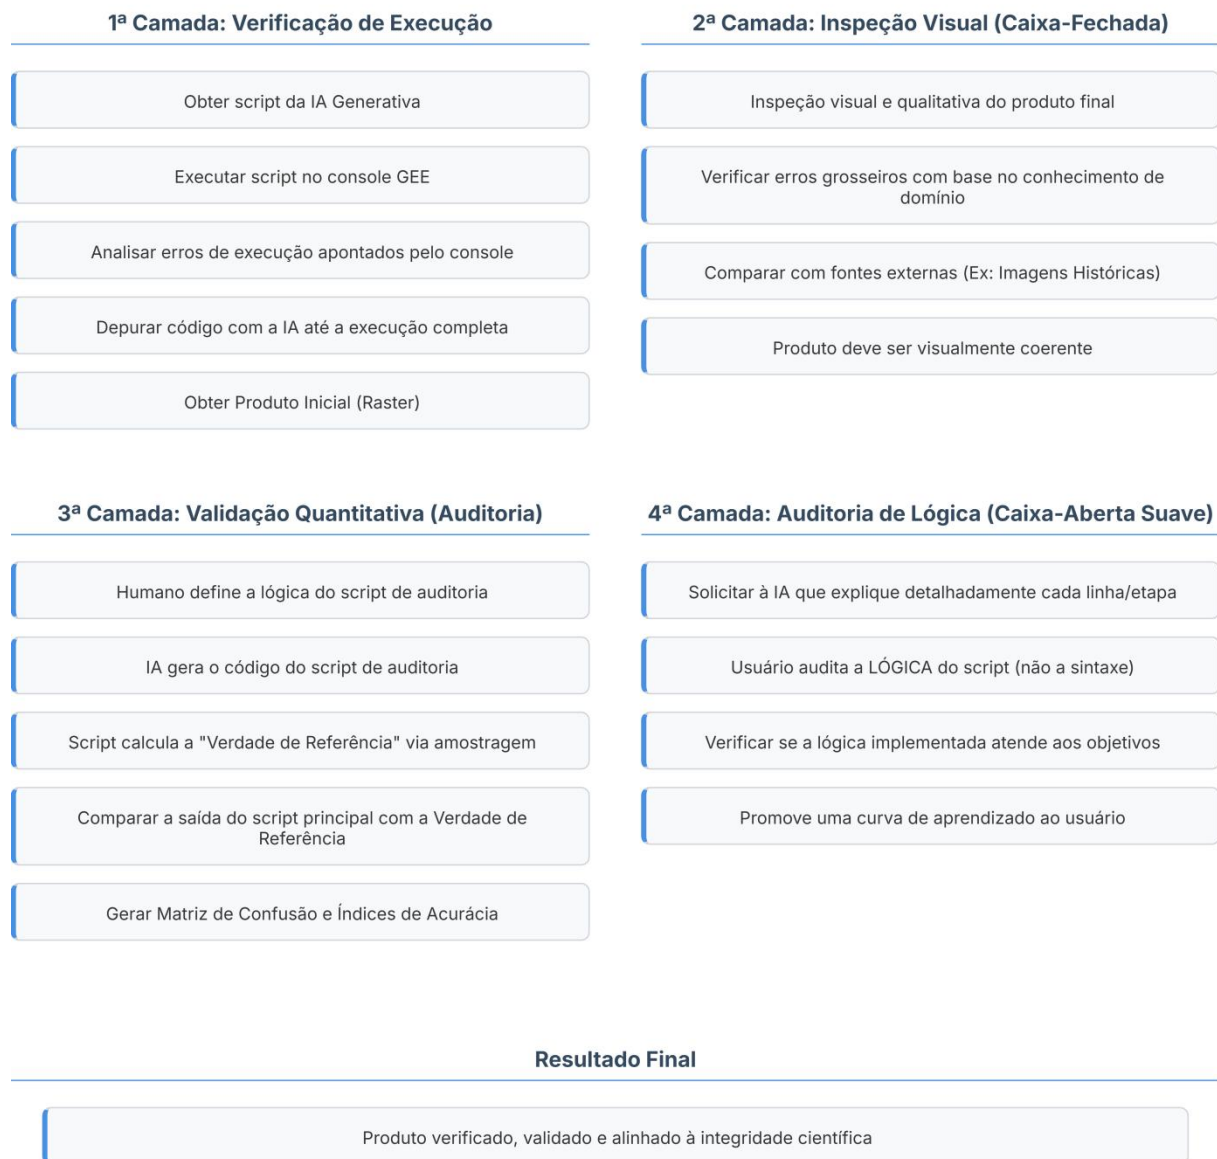 1ª Camada: Verificação de Execução
Obter script da IA Generativa
Executar script no console GEE
Analisar erros de execução apontados pelo console
Depurar código com a IA até a execução completa
Obter Produto Inicial (Raster)
2ª Camada: Inspeção Visual (Caixa-Fechada)
Inspeção visual e qualitativa do produto final
Verificar erros grosseiros com base no conhecimento de
domínio
Comparar com fontes externas (Ex: Imagens Históricas)
Produto deve ser visualmente coerente
3ª Camada: Validação Quantitativa (Auditoria)
Humano define a lógica do script de auditoria
IA gera o código do script de auditoria
Script calcula a "Verdade de Referência" via amostragem
Comparar a saída do script principal com a Verdade de
Referência
Gerar Matriz de Confusão e Índices de Acurácia
4ª Camada: Auditoria de Lógica (Caixa-Aberta Suave)
Solicitar à IA que explique detalhadamente cada linha/etapa
Usuário audita a LÓGICA do script (não a sintaxe)
Verificar se a lógica implementada atende aos objetivos
Promove uma curva de aprendizado ao usuário
Resultado Final
Produto verificado, validado e alinhado à integridade científica